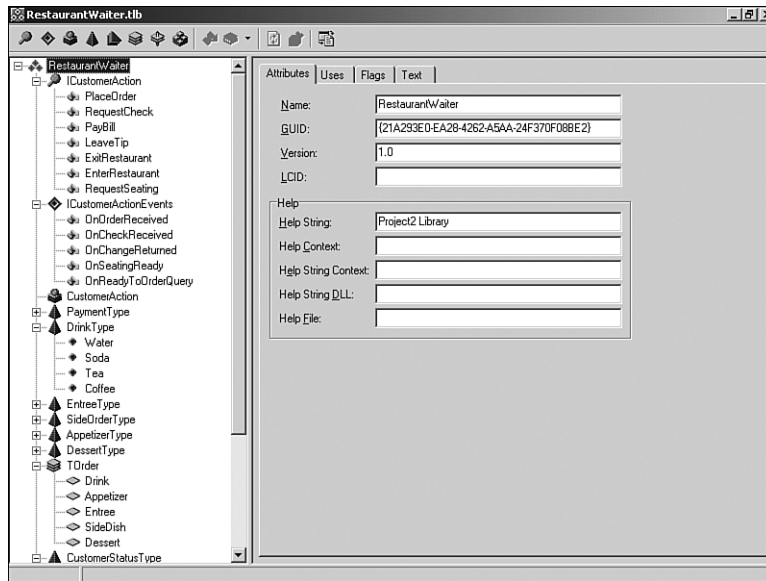 RestaurantWaiter.tlb
RestaurantWaiter
ICustomerAction
PlaceOrder
RequestCheck
PayBill
LeaveTip
ExitRestaurant
EnterRestaurant
RequestSeating
ICustomerActionEvents
OnOrderReceived
OnCheckReceived
OnChangeReturned
OnSeatingReady
OnReadyToOrderQuery
CustomerAction
PaymentType
DrinkType
Water
Soda
Tea
Coffee
EntreeType
SideOrderType
AppetizerType
DessertType
TOrder
Drink
Appetizer
Entree
SideDish
Dessert
CustomerStatusType
Attributes Uses Flags Text
Name: RestaurantWaiter
GUID: {21A293E0-EA28-4262-A5AA-24F370F08BE2}
Version: 1.0
LCID:
Help
Help String: Project2 Library
Help Context:
Help String Context:
Help String DLL:
Help File: